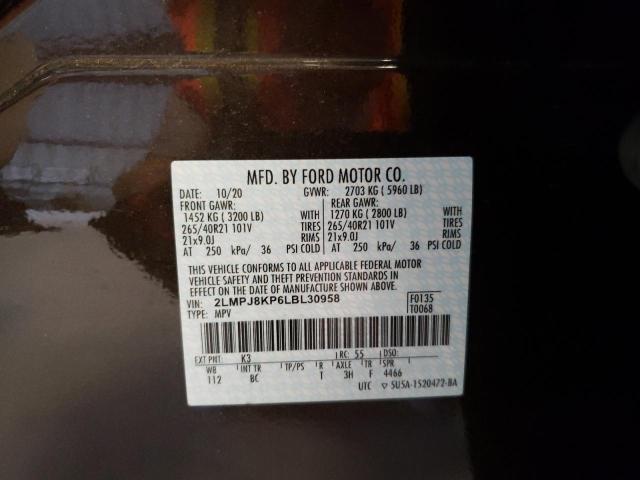 MFD. BY FORD MOTOR CO.
DATE: 10/20 GVWR: 2703 KG ( 5960 LB)
FRONT GAWR: REAR GAWR:
1452 KG ( 3200 LB) 1270 KG ( 2800 LB)
265/40R21 101V TIRES 265/40R21 101V TIRES
21x9.0J RIMS 21x9.0J RIMS
AT 250 kPa/ 36 PSI COLD AT 250 kPa/ 36 PSI COLD
THIS VEHICLE CONFORMS TO ALL APPLICABLE FEDERAL MOTOR
VEHICLE SAFETY AND THEFT PREVENTION STANDARDS IN
EFFECT ON THE DATE OF MANUFACTURE SHOWN ABOVE.
VIN: 2LMPJ8KP6LBL30958 F0135
TYPE: MPV T0068
EXT PNT: K3 RC: 55 DSO:
WB INT TR TP/PS R AXLE TR SPR
112 BC T 3H F 4466
UTC ▽ 5U5A-1520472-BA